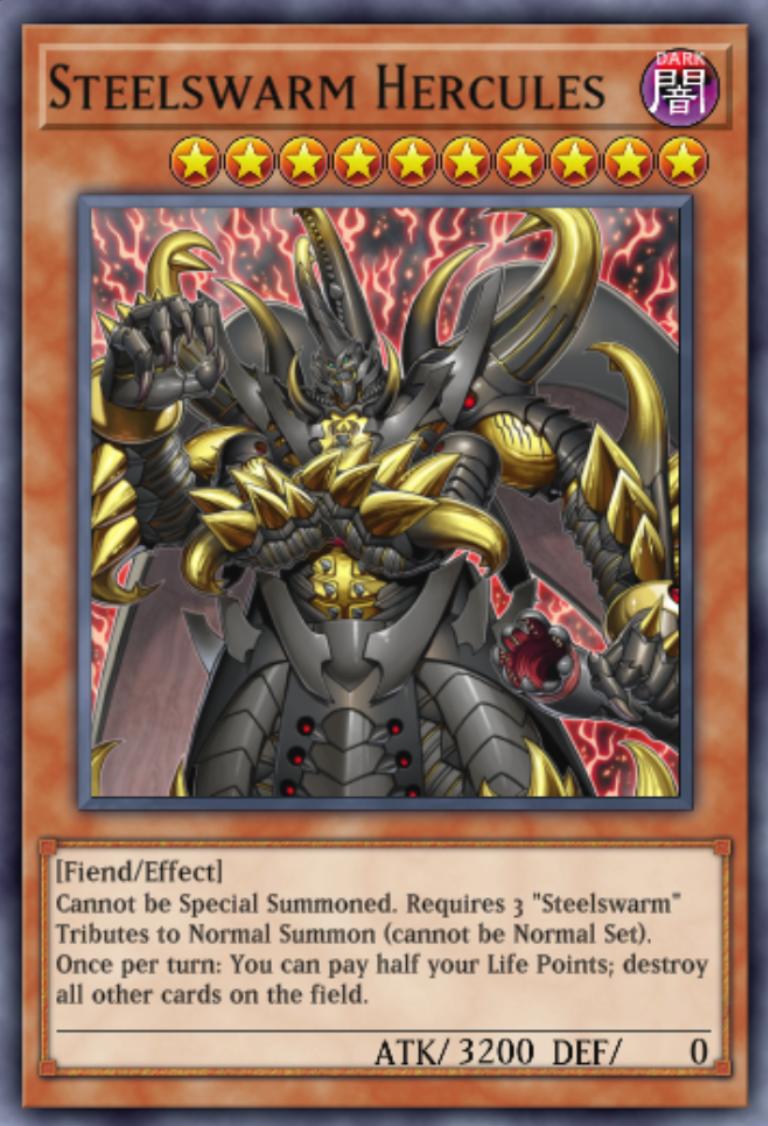 STEELSWARM HERCULES
DARK
闇
[Fiend/Effect]
Cannot be Special Summoned. Requires 3 "Steelswarm"
Tributes to Normal Summon (cannot be Normal Set).
Once per turn: You can pay half your Life Points; destroy
all other cards on the field.
ATK/ 3200 DEF/ 0